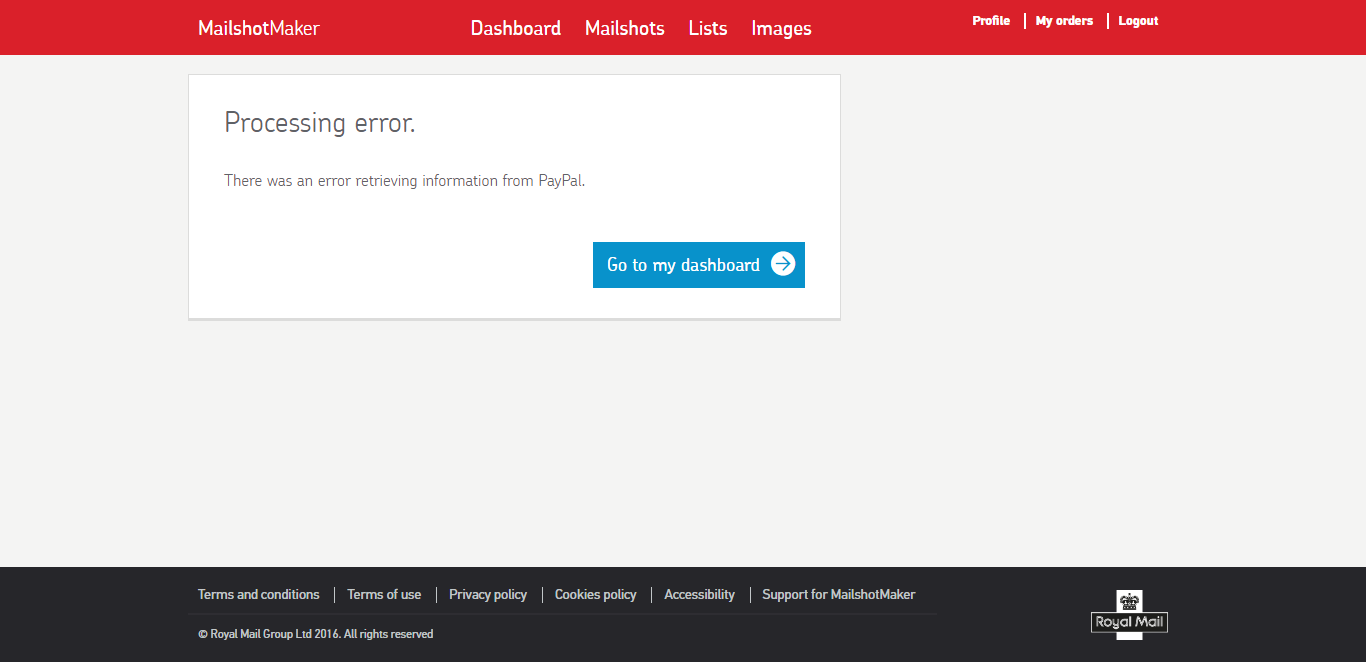 MailshotMaker
Dashboard Mailshots Lists Images
Profile My orders Logout
Processing error.
There was an error retrieving information from PayPal.
Go to my dashboard
Terms and conditions Terms of use Privacy policy Cookies policy Accessibility Support for MailshotMaker
© Royal Mail Group Ltd 2016. All rights reserved
Royal Mail